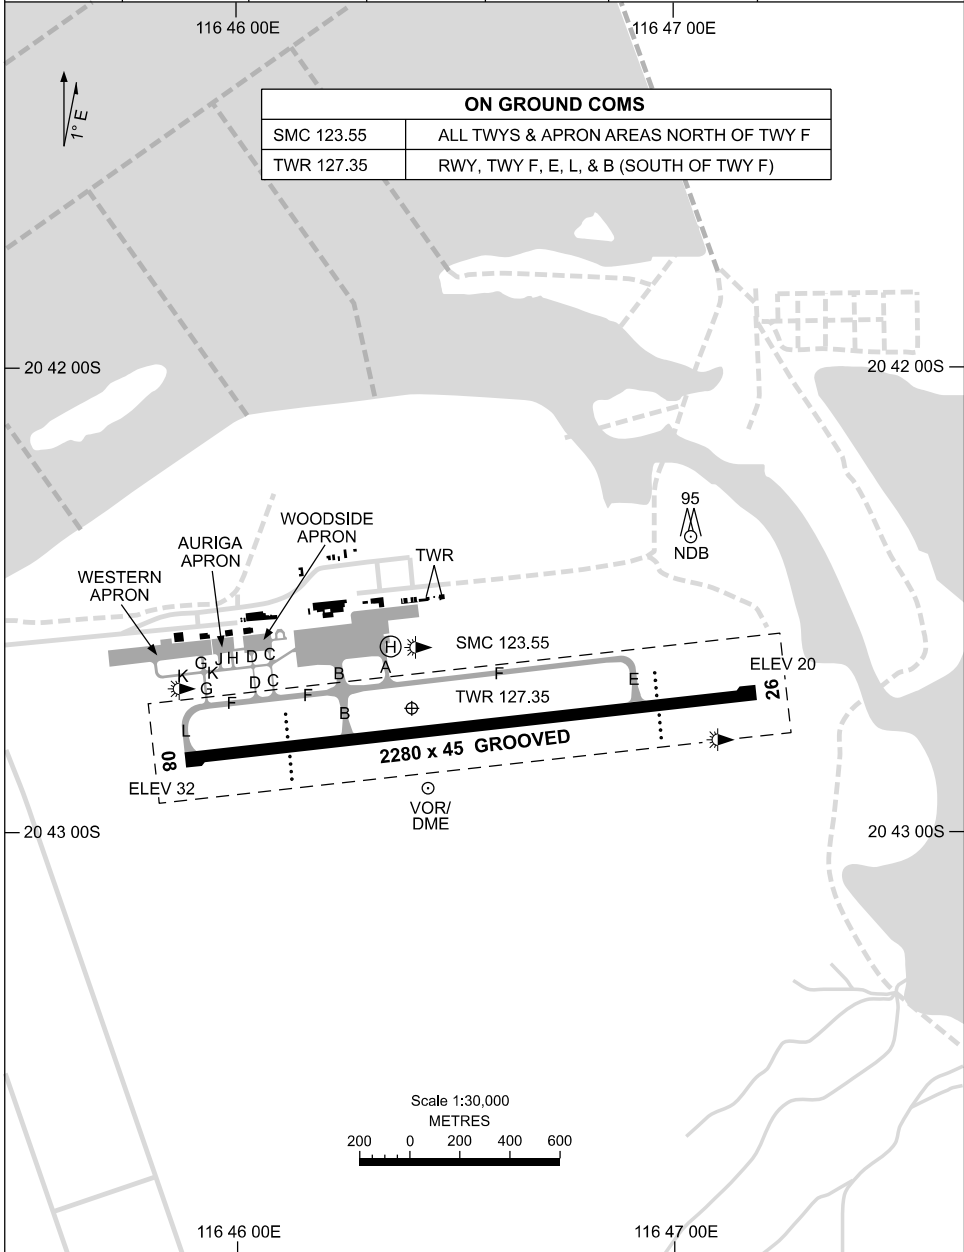 116 46 00E
116 47 00E
1° E
ON GROUND COMS
SMC 123.55 ALL TWYS & APRON AREAS NORTH OF TWY F
TWR 127.35 RWY, TWY F, E, L, & B (SOUTH OF TWY F)
20 42 00S
20 42 00S
95
NDB
WOODSIDE
APRON
AURIGA
APRON
WESTERN
APRON
TWR
SMC 123.55
H
A
G
J
H
D
C
K
K
B
G
D
C
F
F
F
E
ELEV 20
26
TWR 127.35
B
L
2280 x 45 GROOVED
08
ELEV 32
VOR/
DME
20 43 00S
20 43 00S
Scale 1:30,000
METRES
200 0 200 400 600
116 46 00E
116 47 00E